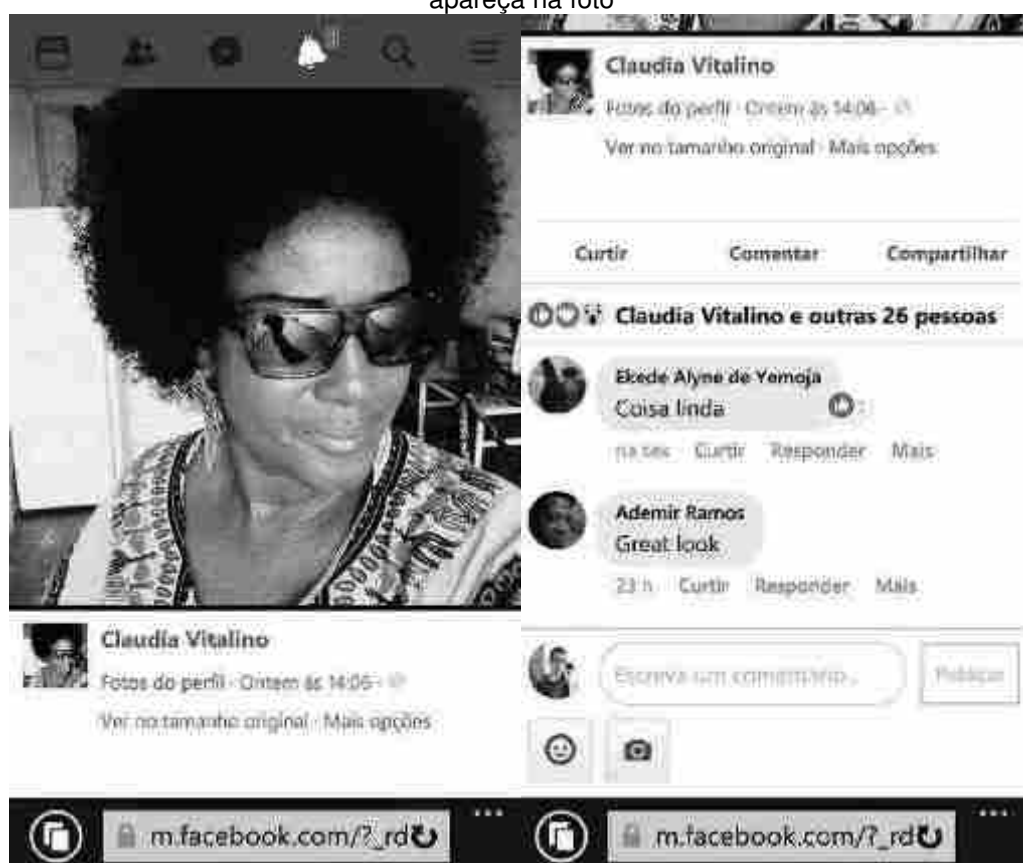 apareça na foto
Claudia Vitalino
Fotos do perfil · Ontem às 14:06 ·
Ver no tamanho original · Mais opções
m.facebook.com/?_rd
Claudia Vitalino
Fotos do perfil · Ontem às 14:06 ·
Ver no tamanho original · Mais opções
Curtir Comentar Compartilhar
Claudia Vitalino e outras 26 pessoas
Ekede Alyne de Yemoja
Coisa linda
na sex Curtir Responder Mais
Ademir Ramos
Great look
23 h Curtir Responder Mais
Escreva um comentário... Publicar
m.facebook.com/?_rd